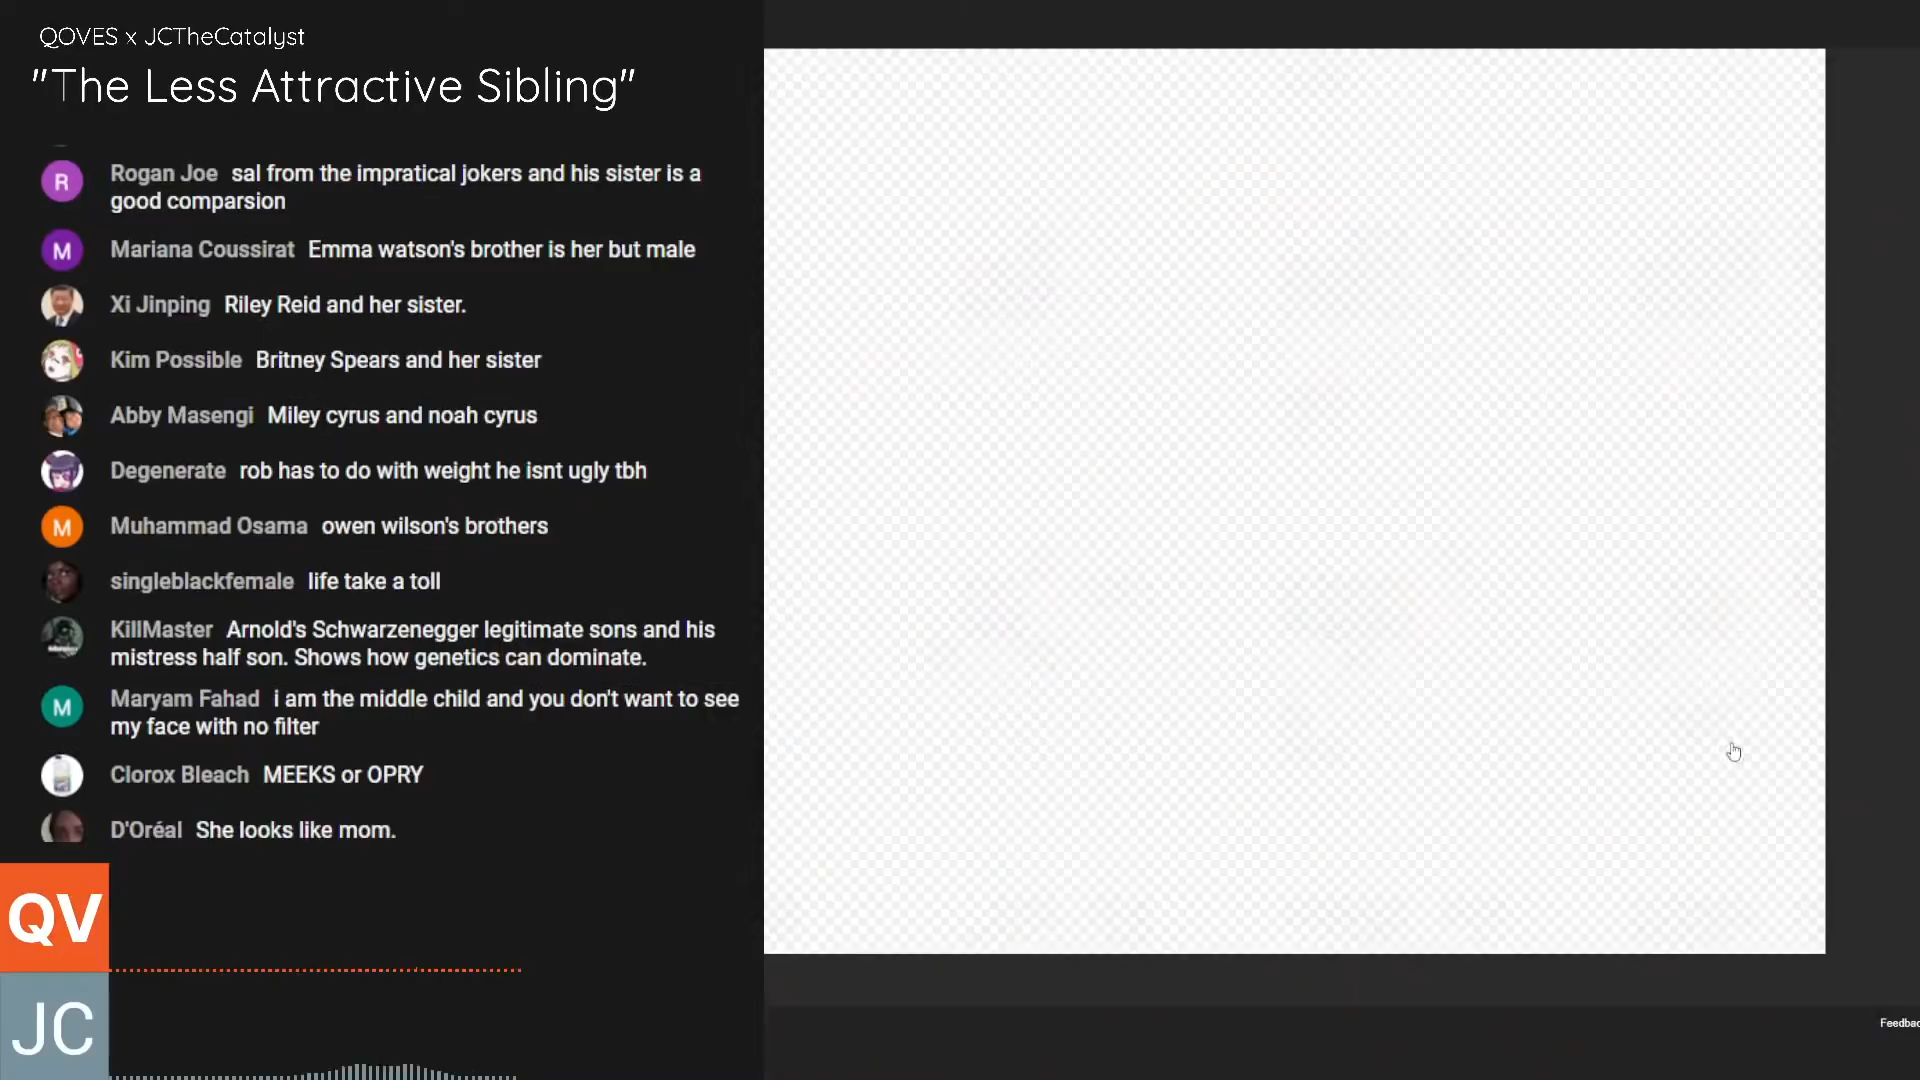 QOVES x JCTheCatalyst
"The Less Attractive Sibling"
R
Rogan Joe sal from the impratical jokers and his sister is a
good comparsion
M
Mariana Coussirat Emma watson's brother is her but male
Xi Jinping Riley Reid and her sister.
Kim Possible Britney Spears and her sister
Abby Masengi Miley cyrus and noah cyrus
Degenerate rob has to do with weight he isnt ugly tbh
M
Muhammad Osama owen wilson's brothers
singleblackfemale life take a toll
KillMaster Arnold's Schwarzenegger legitimate sons and his
mistress half son. Shows how genetics can dominate.
M
Maryam Fahad i am the middle child and you don't want to see
my face with no filter
Clorox Bleach MEEKS or OPRY
D'Oréal She looks like mom.
QV
JC
Feedbac